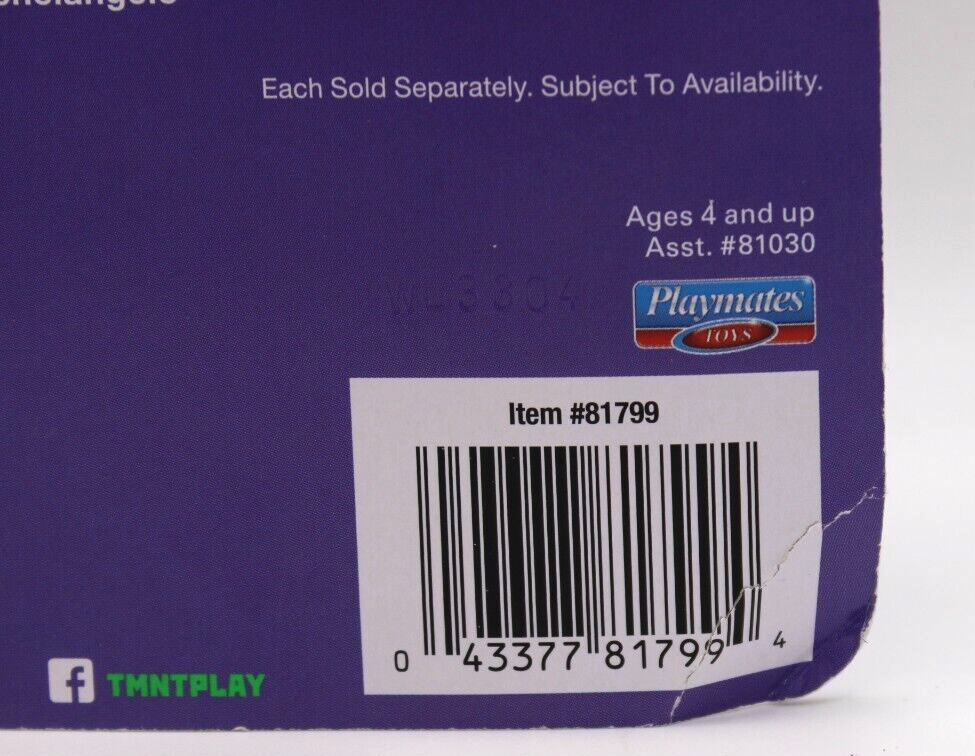 Each Sold Separately. Subject To Availability.
Ages 4 and up
Asst. #81030
Playmates
TOYS
Item #81799
0 43377 81799 4
f TMNTPLAY